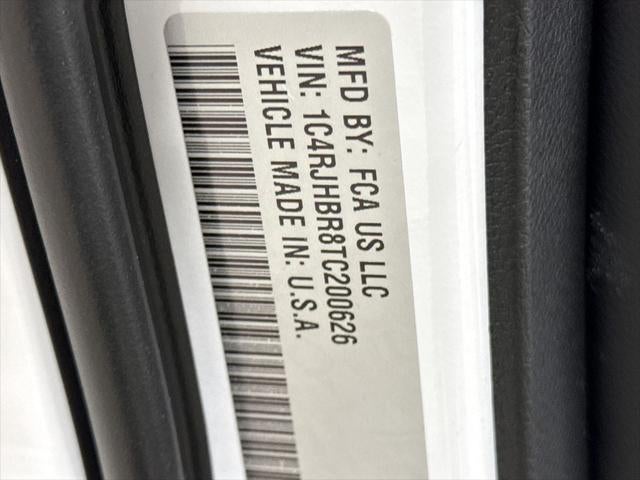 MFD BY: FCA US LLC
VIN: 1C4RJHBR8TC200626
VEHICLE MADE IN: U.S.A.